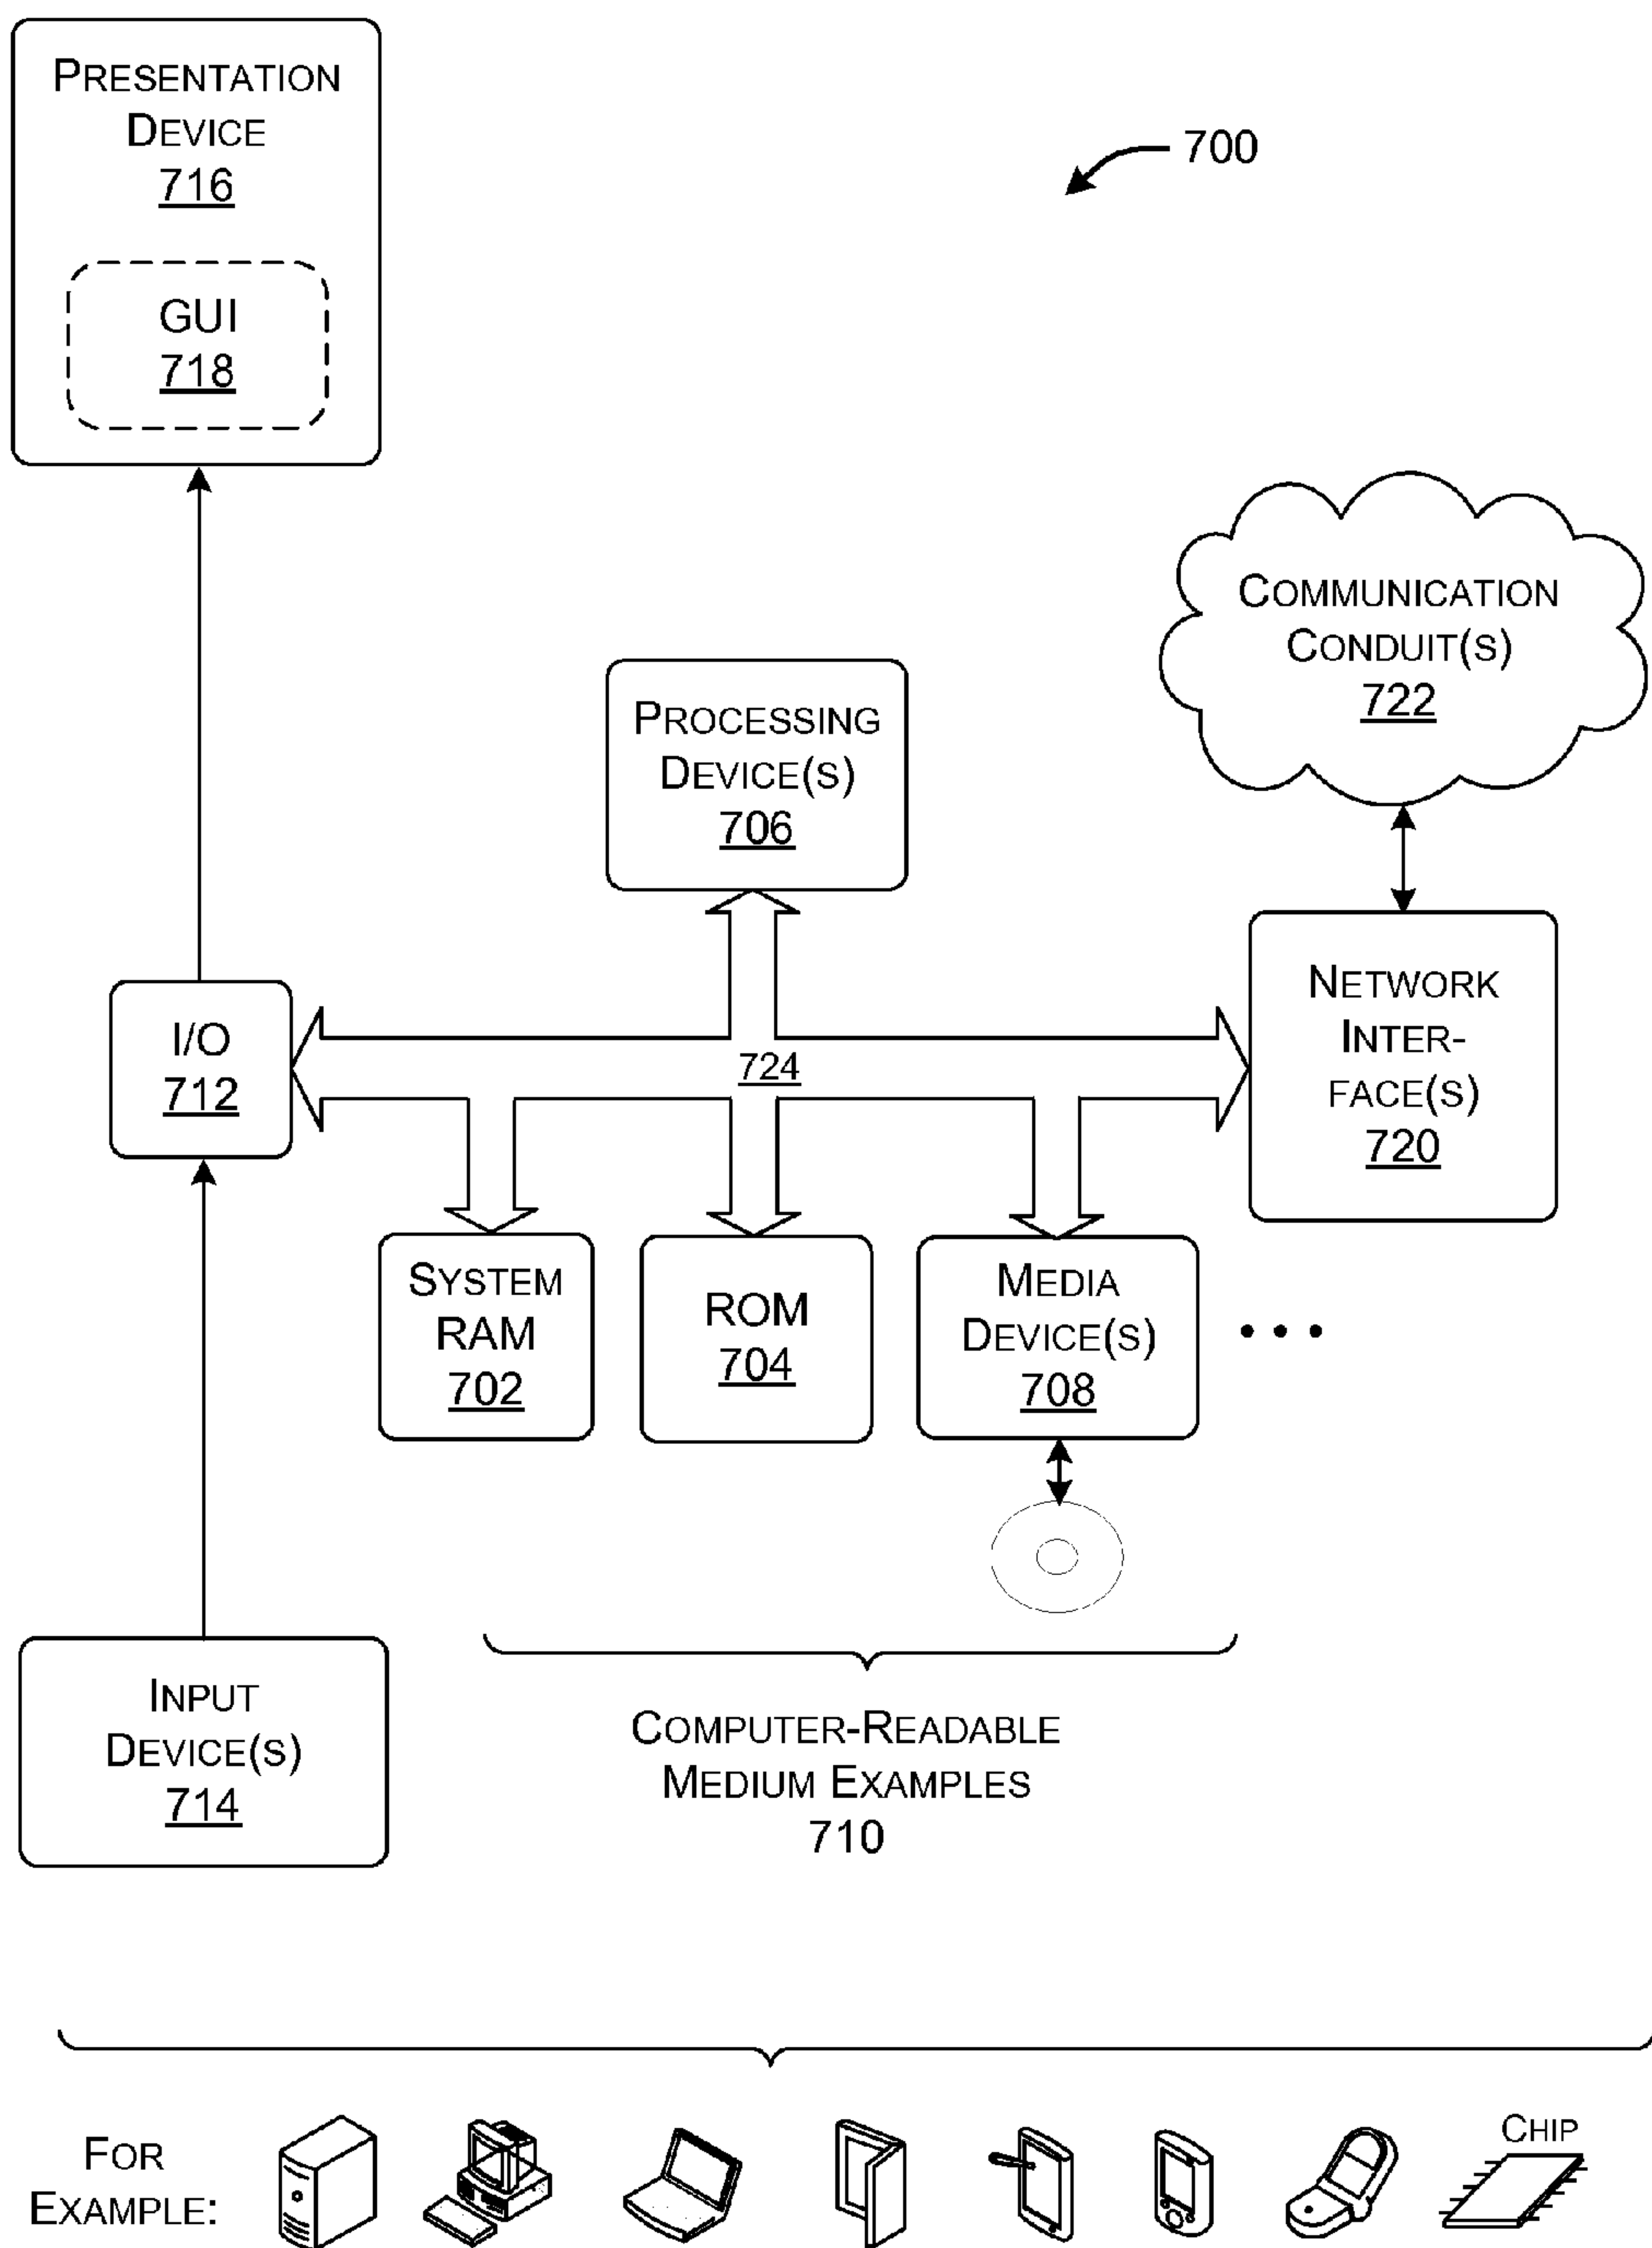 PRESENTATION
DEVICE
716
GUI
718
700
COMMUNICATION
CONDUIT(S)
722
PROCESSING
DEVICE(S)
706
NETWORK
INTER-
FACE(S)
720
I/O
712
724
SYSTEM
RAM
702
ROM
704
MEDIA
DEVICE(S)
708
• • •
INPUT
DEVICE(S)
714
COMPUTER-READABLE
MEDIUM EXAMPLES
710
FOR
EXAMPLE:
CHIP